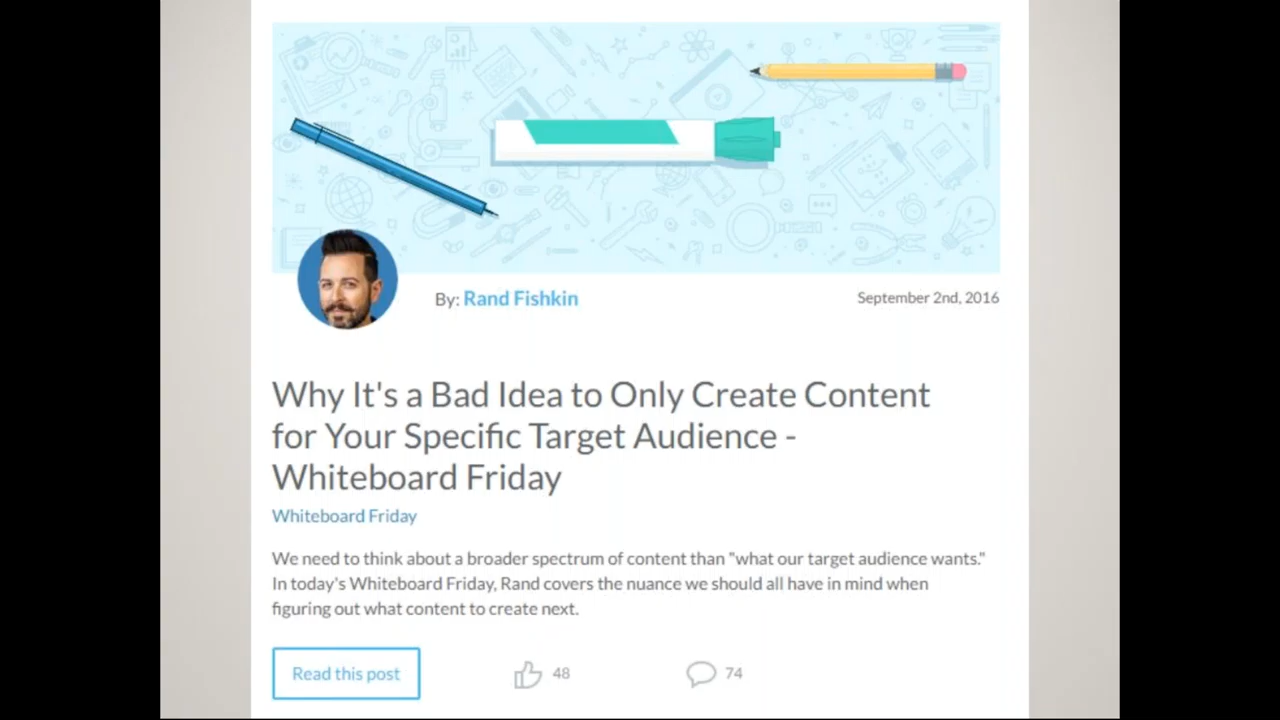 By: Rand Fishkin
September 2nd, 2016
Why It's a Bad Idea to Only Create Content
for Your Specific Target Audience -
Whiteboard Friday
Whiteboard Friday
We need to think about a broader spectrum of content than "what our target audience wants."
In today's Whiteboard Friday, Rand covers the nuance we should all have in mind when
figuring out what content to create next.
Read this post
48
74